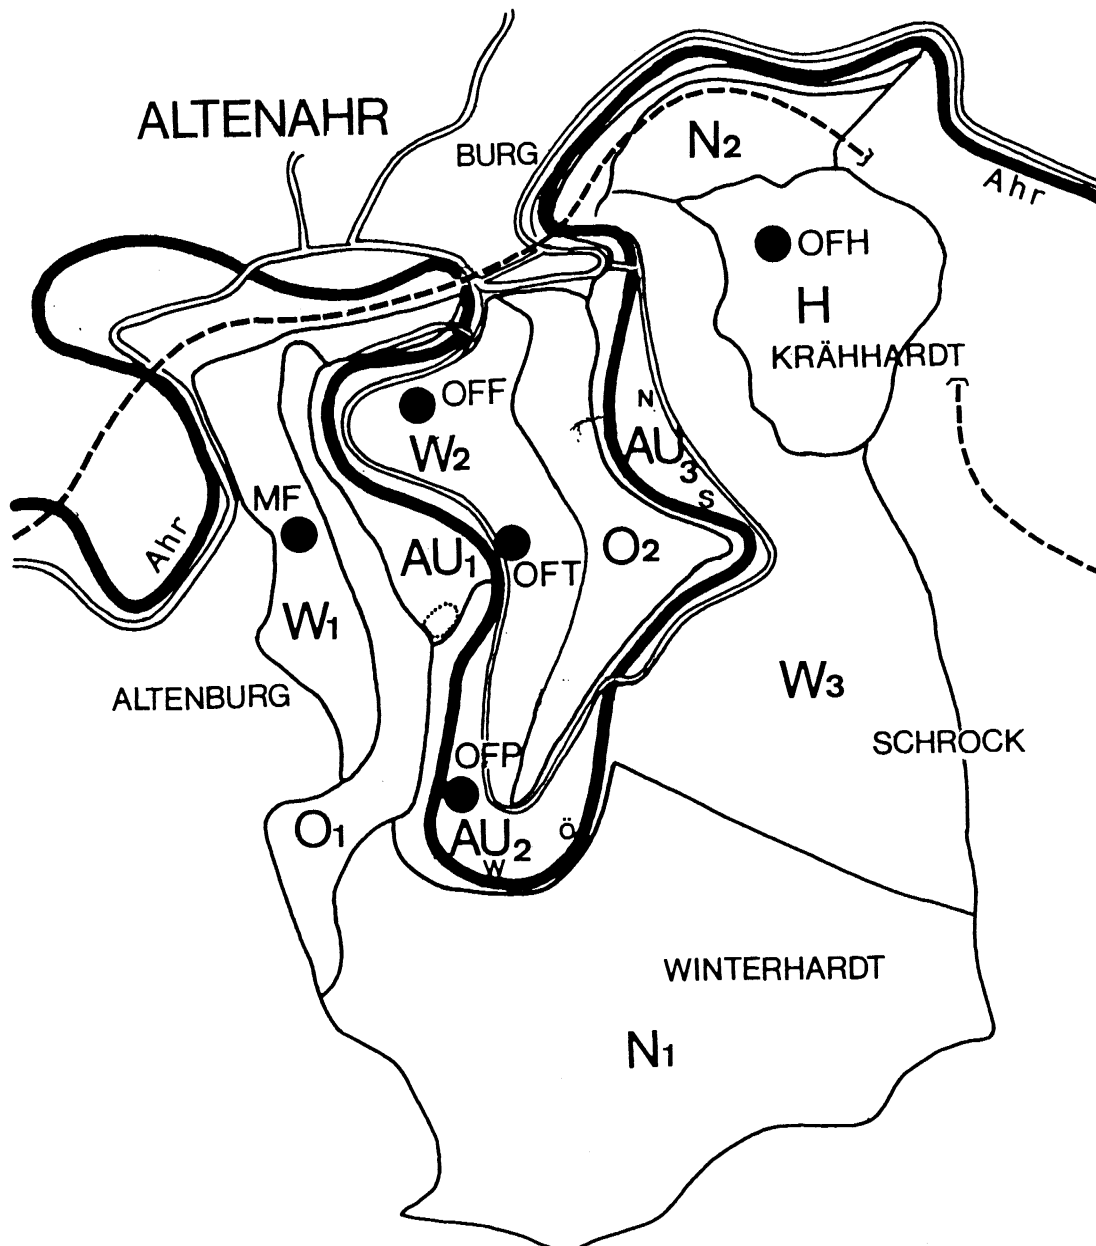 ALTENAHR
BURG
N2
Ahr
OFH
H
KRÄHHARDT
OFF
W2
N
AU3
S
MF
Ahr
AU1
OFT
O2
W1
ALTENBURG
W3
SCHROCK
OFP
O1
AU2
W
Ö
WINTERHARDT
N1